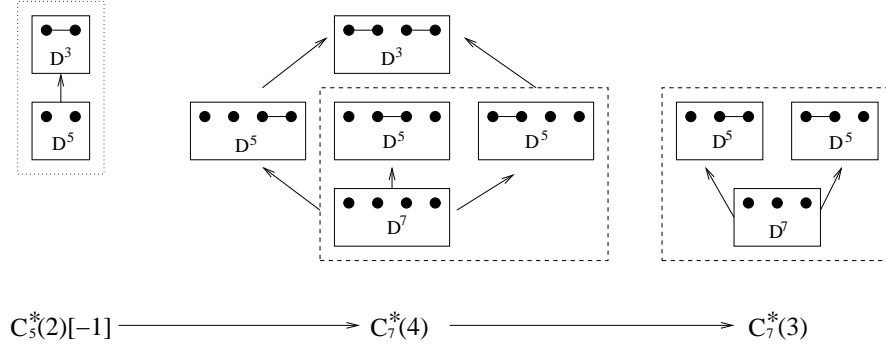 D³ D³
D⁵ D⁵ D⁵ D⁵ D⁵ D⁵
D⁷ D⁷
C₅*(2)[−1] C₇*(4) C₇*(3)